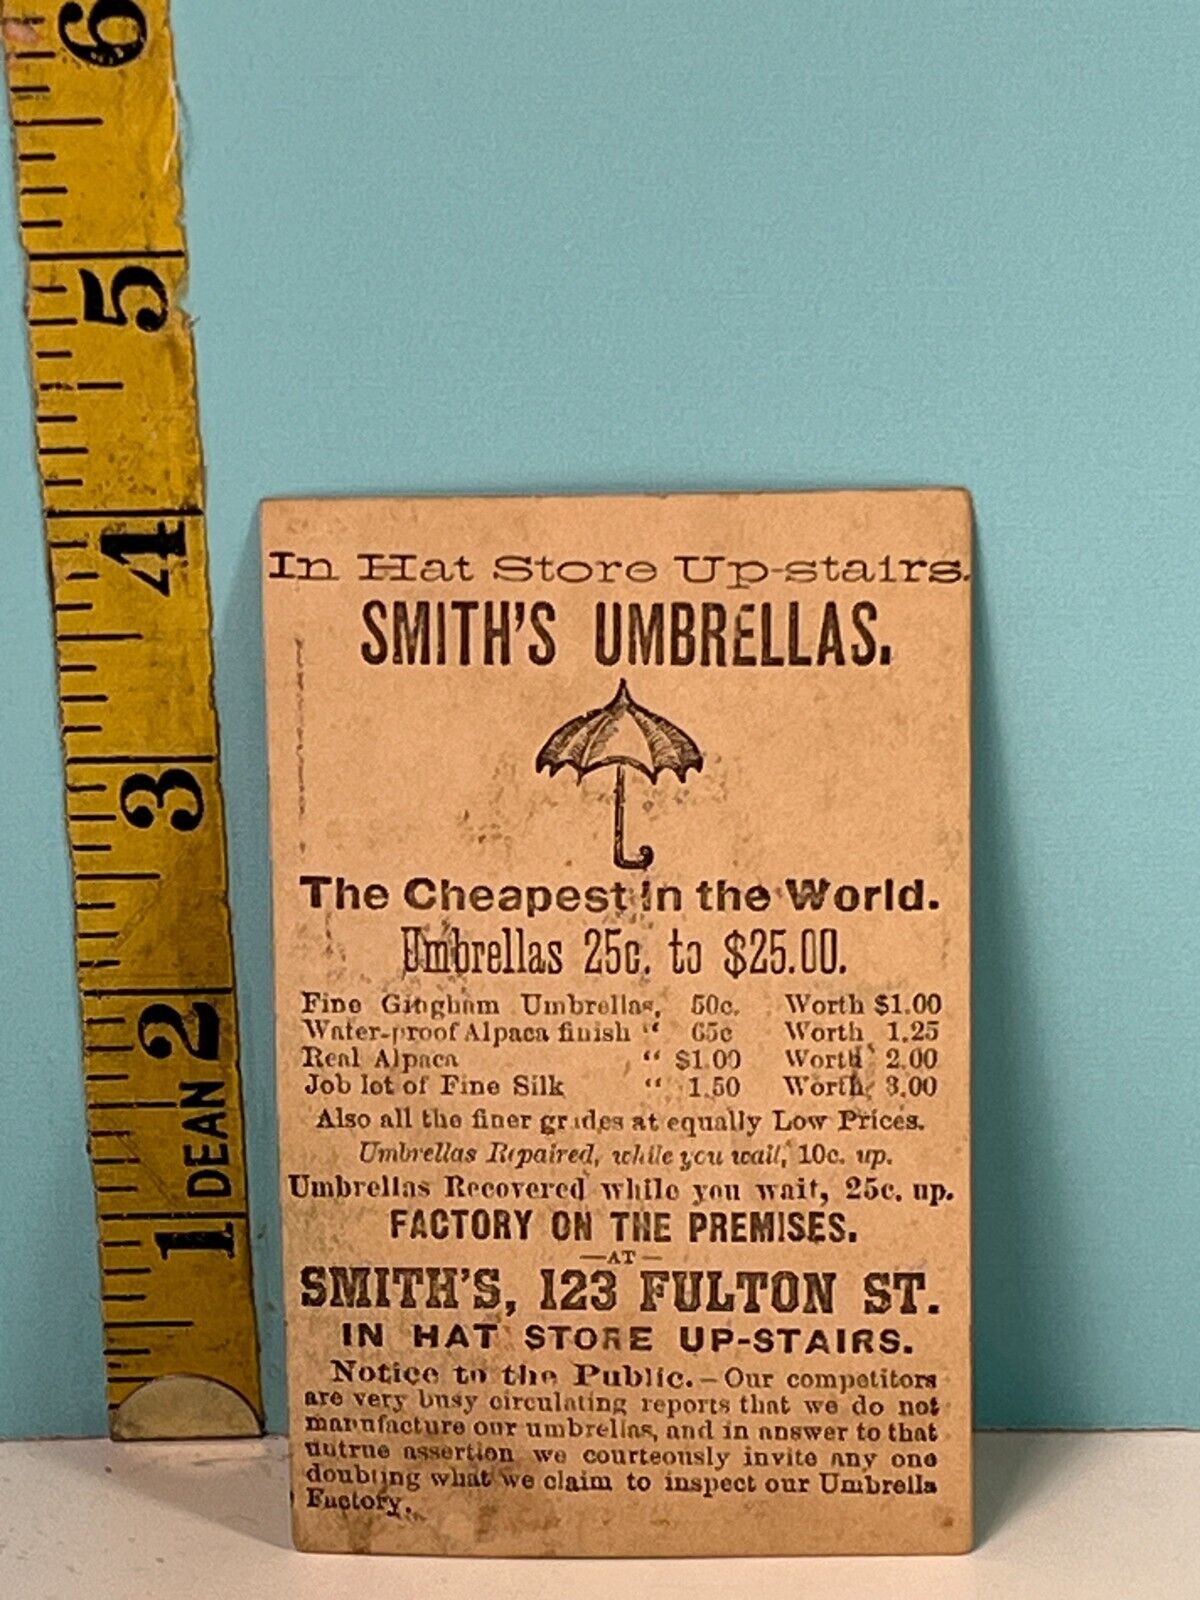 6
5
4
3
2
DEAN
1
In Hat Store Up-stairs.
SMITH'S UMBRELLAS.
The Cheapest in the World.
Umbrellas 25c. to $25.00.
Fine Gingham Umbrellas, 50c. Worth $1.00
Water-proof Alpaca finish " 65c Worth 1.25
Real Alpaca " $1.00 Worth 2.00
Job lot of Fine Silk " 1.50 Worth 3.00
Also all the finer grades at equally Low Prices.
Umbrellas Repaired, while you wait, 10c. up.
Umbrellas Recovered while you wait, 25c. up.
FACTORY ON THE PREMISES.
—AT—
SMITH'S, 123 FULTON ST.
IN HAT STORE UP-STAIRS.
Notice to the Public.—Our competitors
are very busy circulating reports that we do not
manufacture our umbrellas, and in answer to that
untrue assertion we courteously invite any one
doubting what we claim to inspect our Umbrella
Factory.